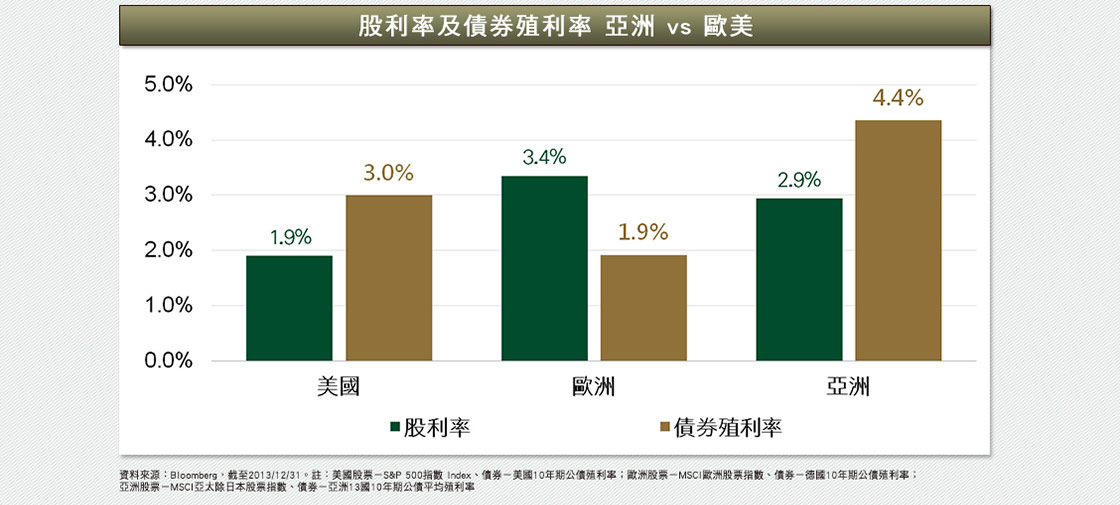 股利率及債券殖利率 亞洲 vs 歐美
5.0%
4.0%
3.0%
2.0%
1.0%
0.0%
1.9%
3.0%
3.4%
1.9%
2.9%
4.4%
美國
歐洲
亞洲
股利率
債券殖利率
資料來源：Bloomberg，截至2013/12/31。註：美國股票－S&P 500指數 Index、債券－美國10年期公債殖利率；歐洲股票－MSCI歐洲股票指數、債券－德國10年期公債殖利率；
亞洲股票－MSCI亞太除日本股票指數、債券－亞洲13國10年期公債平均殖利率